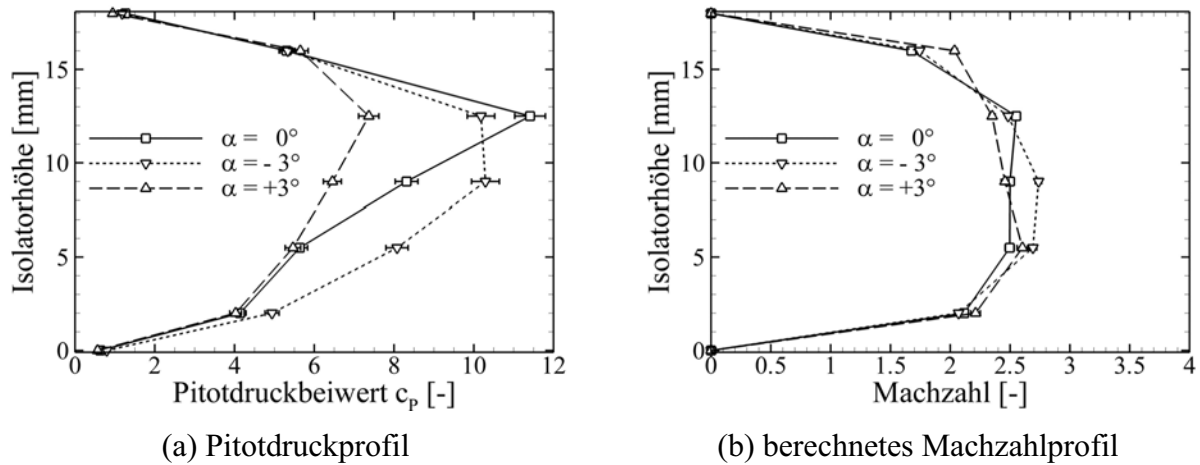 Isolatorhöhe [mm]
15
10
5
0
α = 0°
α = - 3°
α = +3°
0 2 4 6 8 10 12
Pitotdruckbeiwert cP [-]
(a) Pitotdruckprofil
Isolatorhöhe [mm]
15
10
5
0
α = 0°
α = - 3°
α = +3°
0 0.5 1 1.5 2 2.5 3 3.5 4
Machzahl [-]
(b) berechnetes Machzahlprofil